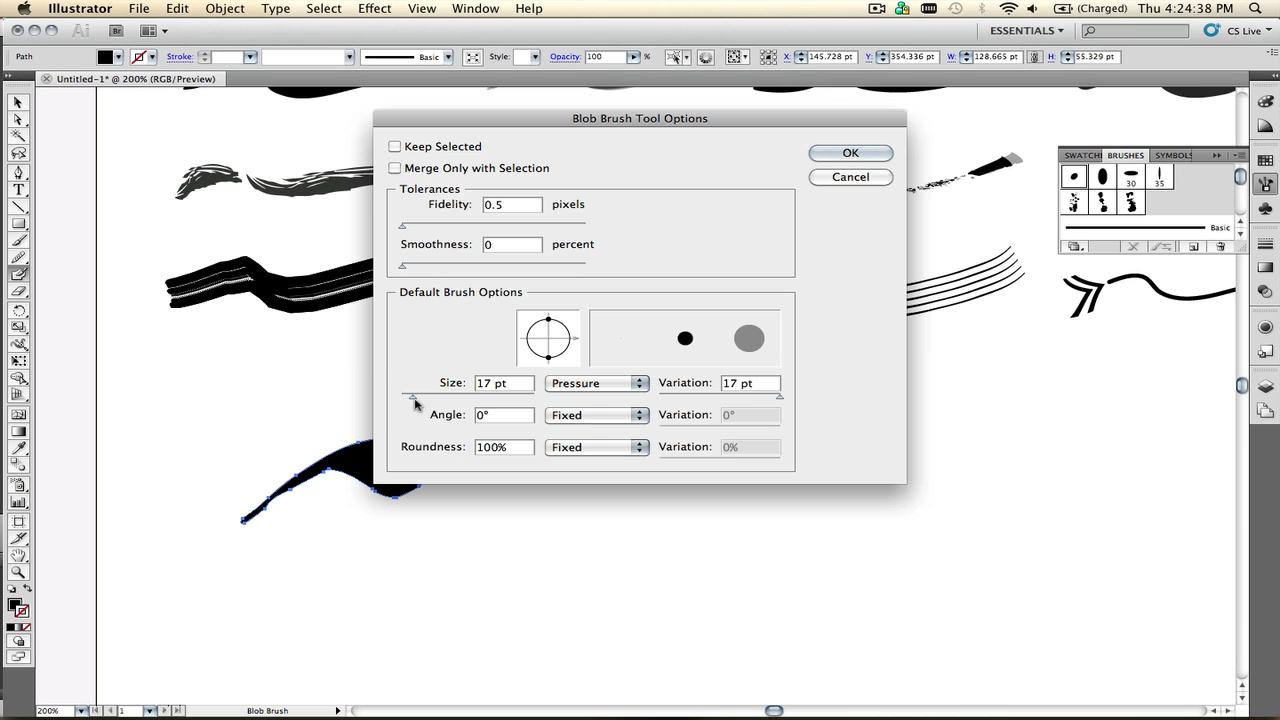 Illustrator File Edit Object Type Select Effect View Window Help (Charged) Thu 4:24:38 PM
Br ESSENTIALS CS Live
Path Stroke: Basic Style: Opacity: 100 % X: 145.728 pt Y: 354.336 pt W: 128.665 pt H: 55.329 pt
Untitled-1* @ 200% (RGB/Preview)
Blob Brush Tool Options
Keep Selected
OK
Merge Only with Selection
Cancel
Tolerances
Fidelity: 0.5 pixels
Smoothness: 0 percent
Default Brush Options
Size: 17 pt Pressure Variation: 17 pt
Angle: 0° Fixed Variation: 0°
Roundness: 100% Fixed Variation: 0%
SWATCHI BRUSHES SYMBOLS
30 35
Basic
T
200% 1 Blob Brush